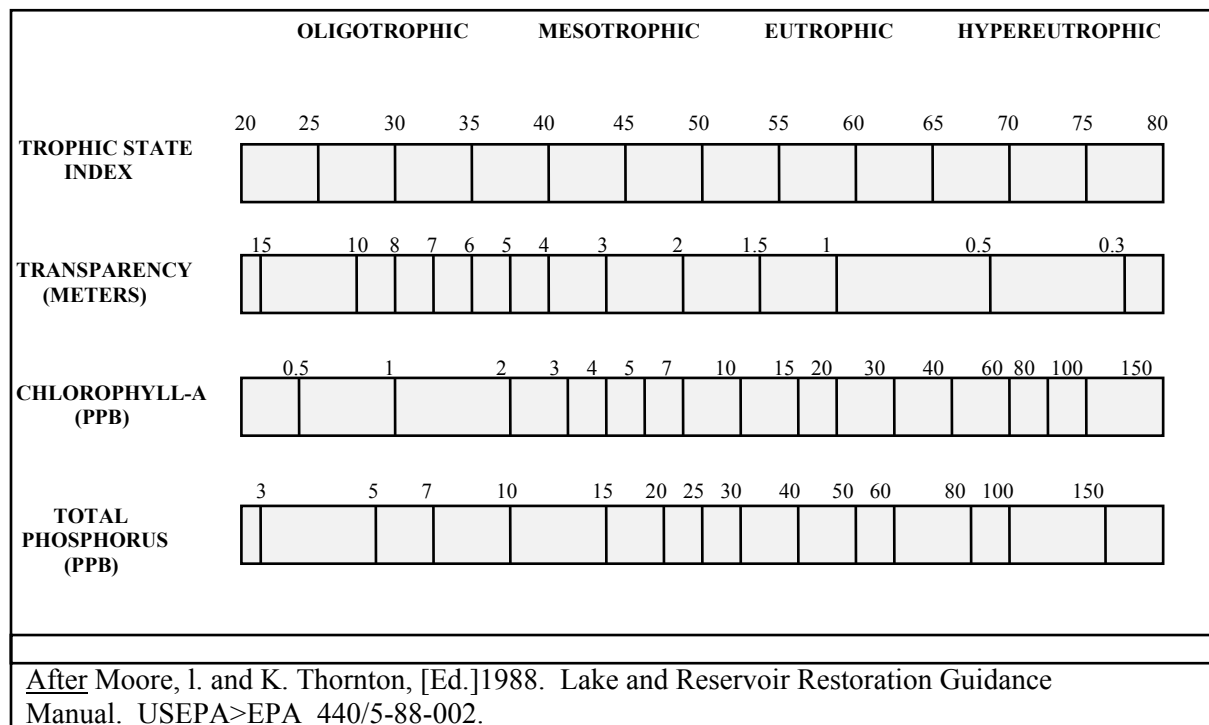 OLIGOTROPHIC MESOTROPHIC EUTROPHIC HYPEREUTROPHIC
20 25 30 35 40 45 50 55 60 65 70 75 80
TROPHIC STATE
INDEX
15 10 8 7 6 5 4 3 2 1.5 1 0.5 0.3
TRANSPARENCY
(METERS)
0.5 1 2 3 4 5 7 10 15 20 30 40 60 80 100 150
CHLOROPHYLL-A
(PPB)
3 5 7 10 15 20 25 30 40 50 60 80 100 150
TOTAL
PHOSPHORUS
(PPB)
After Moore, l. and K. Thornton, [Ed.]1988. Lake and Reservoir Restoration Guidance
Manual. USEPA>EPA 440/5-88-002.